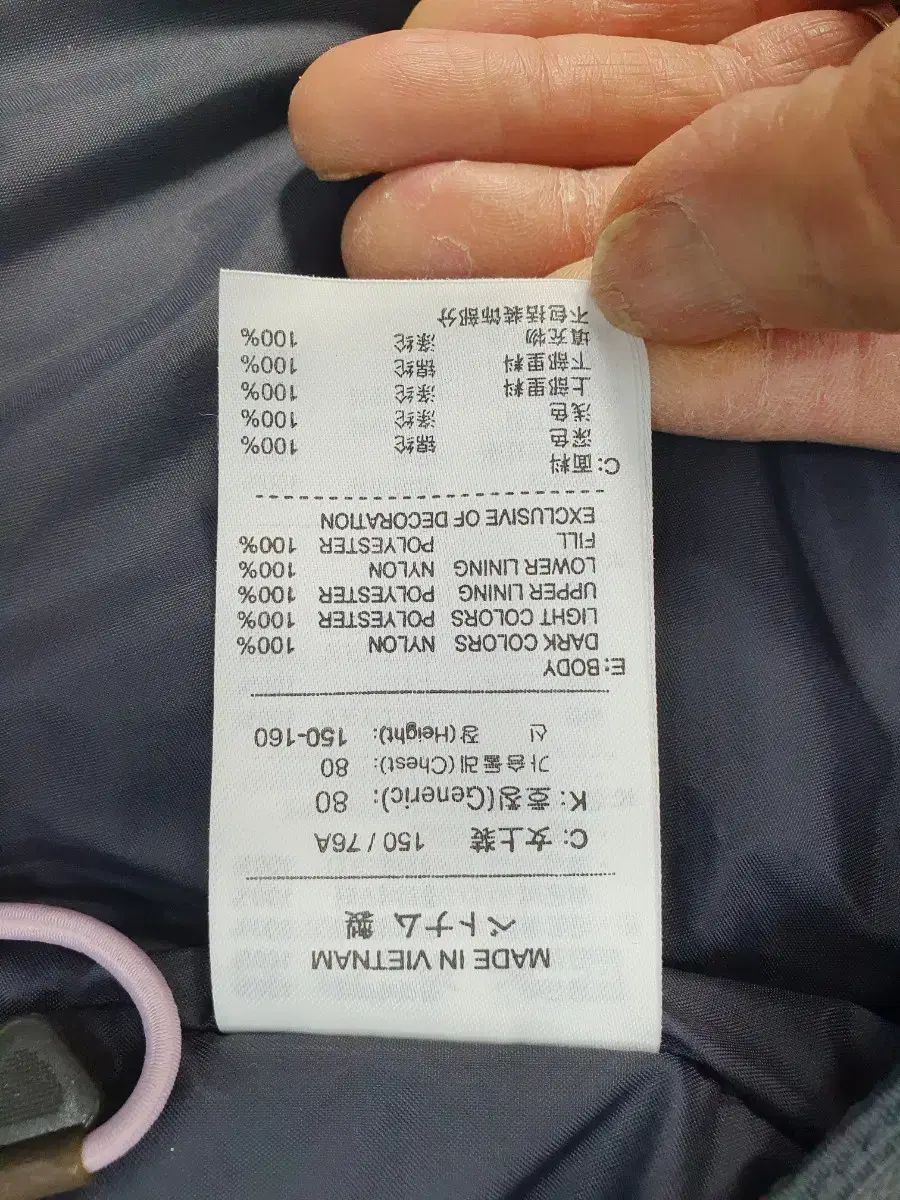 MADE IN VIETNAM
ベトナム 製
C: 女上装 150 / 76A
K: 호칭(Generic): 80
가슴둘레(Chest): 80
신 장(Height): 150-160
E: BODY
DARK COLORS NYLON 100%
LIGHT COLORS POLYESTER 100%
UPPER LINING POLYESTER 100%
LOWER LINING NYLON 100%
FILL POLYESTER 100%
EXCLUSIVE OF DECORATION
C: 面料
深色 锦纶 100%
浅色 涤纶 100%
上部里料 涤纶 100%
下部里料 锦纶 100%
填充物 涤纶 100%
不包括装饰部分